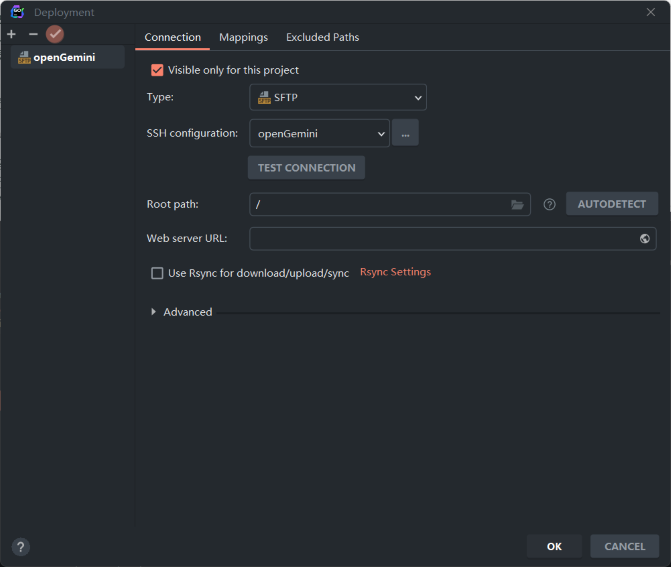 Deployment
Connection Mappings Excluded Paths
openGemini
Visible only for this project
Type: SFTP
SSH configuration: openGemini ...
TEST CONNECTION
Root path: / AUTODETECT
Web server URL:
Use Rsync for download/upload/sync Rsync Settings
Advanced
? OK CANCEL